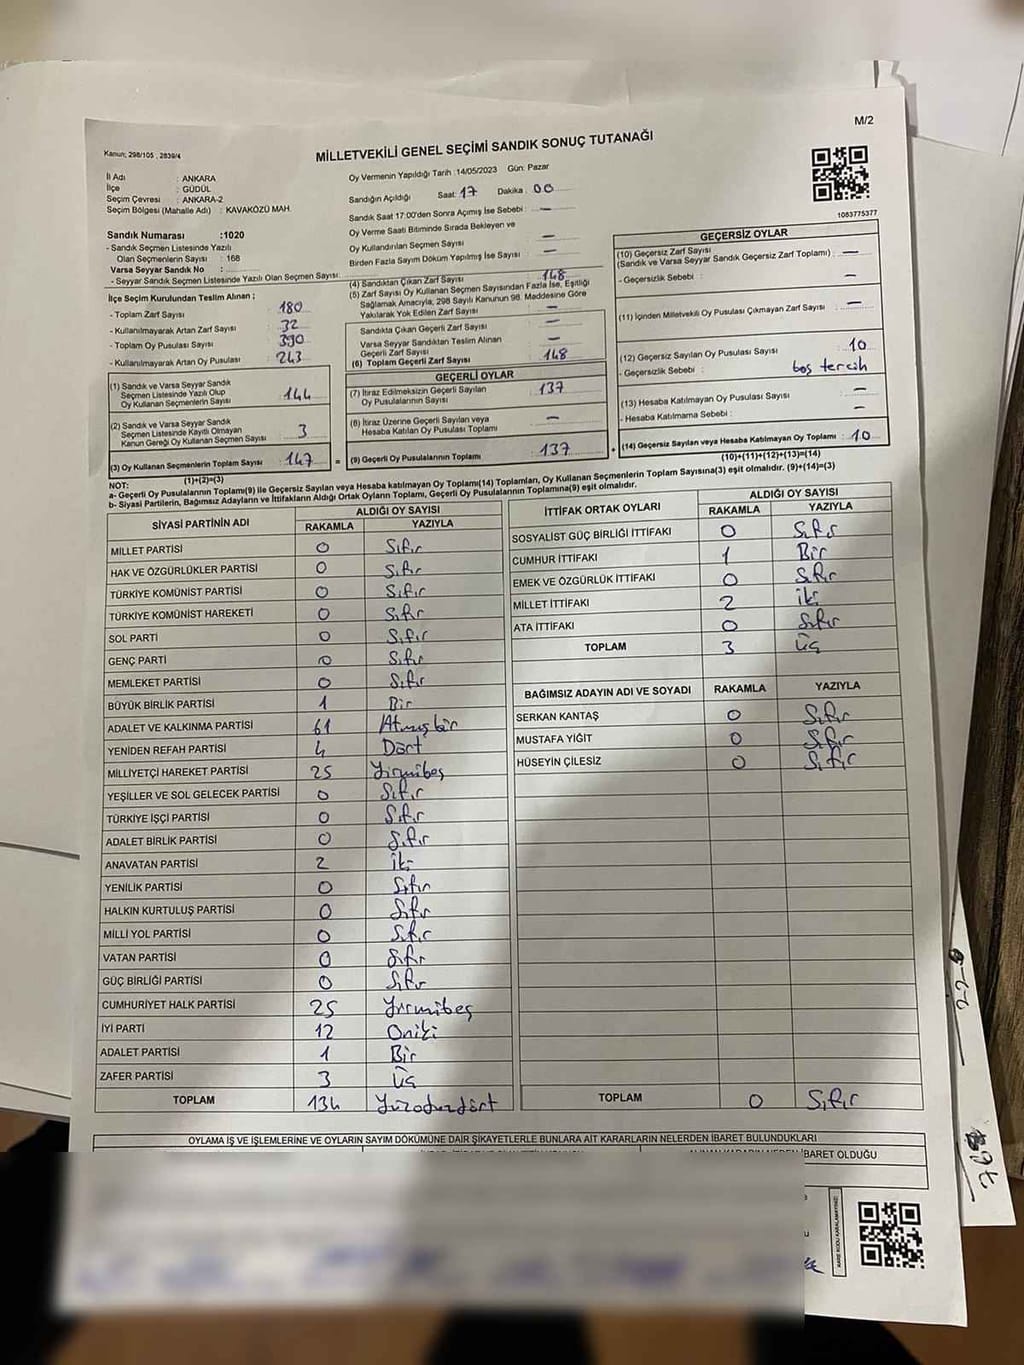 M/2
Kanun; 298/105 , 2839/4
MİLLETVEKİLİ GENEL SEÇİMİ SANDIK SONUÇ TUTANAĞI
İl Adı : ANKARA
İlçe : GÜDÜL
Seçim Çevresi : ANKARA-2
Seçim Bölgesi (Mahalle Adı) : KAVAKÖZÜ MAH.
Sandık Numarası :1020
- Sandık Seçmen Listesinde Yazılı
Olan Seçmenlerin Sayısı : 168
Varsa Seyyar Sandık No :
- Seyyar Sandık Seçmen Listesinde Yazılı Olan Seçmen Sayısı:
Oy Vermenin Yapıldığı Tarih :14/05/2023 Gün: Pazar
Sandığın Açıldığı Saat: 17 Dakika : 00
Sandık Saat 17:00'den Sonra Açımış İse Sebebi : —
Oy Verme Saati Bitiminde Sırada Bekleyen ve
Oy Kullandırılan Seçmen Sayısı —
Birden Fazla Sayım Döküm Yapılmış İse Sayısı —
1083775377
İlçe Seçim Kurulundan Teslim Alınan ;
- Toplam Zarf Sayısı : 180
- Kullanılmayarak Artan Zarf Sayısı : 32
- Toplam Oy Pusulası Sayısı : 390
- Kullanılmayarak Artan Oy Pusulası : 243
(1) Sandık ve Varsa Seyyar Sandık
Seçmen Listesinde Yazılı Olup
Oy Kullanan Seçmenlerin Sayısı : 144
(2) Sandık ve Varsa Seyyar Sandık
Seçmen Listesinde Kayıtlı Olmayan
Kanun Gereği Oy Kullanan Seçmen Sayısı : 3
(3) Oy Kullanan Seçmenlerin Toplam Sayısı : 147
(1)+(2)=(3)
(4) Sandıktan Çıkan Zarf Sayısı : 148
(5) Zarf Sayısı Oy Kullanan Seçmen Sayısından Fazla İse, Eşitliği
Sağlamak Amacıyla; 298 Sayılı Kanunun 98. Maddesine Göre
Yakılarak Yok Edilen Zarf Sayısı : —
Sandıkta Çıkan Geçerli Zarf Sayısı : —
Varsa Seyyar Sandıktan Teslim Alınan
Geçerli Zarf Sayısı : —
(6) Toplam Geçerli Zarf Sayısı : 148
GEÇERLİ OYLAR
(7) İtiraz Edilmeksizin Geçerli Sayılan
Oy Pusulalarının Sayısı : 137
(8) İtiraz Üzerine Geçerli Sayılan veya
Hesaba Katılan Oy Pusulası Toplamı : —
(9) Geçerli Oy Pusulalarının Toplamı : 137
GEÇERSİZ OYLAR
(10) Geçersiz Zarf Sayısı
(Sandık ve Varsa Seyyar Sandık Geçersiz Zarf Toplamı) : —
- Geçersizlik Sebebi : —
(11) İçinden Milletvekili Oy Pusulası Çıkmayan Zarf Sayısı : —
(12) Geçersiz Sayılan Oy Pusulası Sayısı : 10
- Geçersizlik Sebebi : boş tercih
(13) Hesaba Katılmayan Oy Pusulası Sayısı : —
- Hesaba Katılmama Sebebi : —
(14) Geçersiz Sayılan veya Hesaba Katılmayan Oy Toplamı : 10
(10)+(11)+(12)+(13)=(14)
NOT:
a- Geçerli Oy Pusulalarının Toplamı(9) ile Geçersiz Sayılan veya Hesaba katılmayan Oy Toplamı(14) Toplamları, Oy Kullanan Seçmenlerin Toplam Sayısına(3) eşit olmalıdır. (9)+(14)=(3)
b- Siyasi Partilerin, Bağımsız Adayların ve İttifakların Aldığı Ortak Oyların Toplamı, Geçerli Oy Pusulalarının Toplamına(9) eşit olmalıdır.
SİYASİ PARTİNİN ADI ALDIĞI OY SAYISI
RAKAMLA YAZIYLA
MİLLET PARTİSİ 0 Sıfır
HAK VE ÖZGÜRLÜKLER PARTİSİ 0 Sıfır
TÜRKİYE KOMÜNİST PARTİSİ 0 Sıfır
TÜRKİYE KOMÜNİST HAREKETİ 0 Sıfır
SOL PARTİ 0 Sıfır
GENÇ PARTİ 0 Sıfır
MEMLEKET PARTİSİ 0 Sıfır
BÜYÜK BİRLİK PARTİSİ 1 Bir
ADALET VE KALKINMA PARTİSİ 61 Atmışbir
YENİDEN REFAH PARTİSİ 4 Dört
MİLLİYETÇİ HAREKET PARTİSİ 25 Yirmibeş
YEŞİLLER VE SOL GELECEK PARTİSİ 0 Sıfır
TÜRKİYE İŞÇİ PARTİSİ 0 Sıfır
ADALET BİRLİK PARTİSİ 0 Sıfır
ANAVATAN PARTİSİ 2 İki
YENİLİK PARTİSİ 0 Sıfır
HALKIN KURTULUŞ PARTİSİ 0 Sıfır
MİLLİ YOL PARTİSİ 0 Sıfır
VATAN PARTİSİ 0 Sıfır
GÜÇ BİRLİĞİ PARTİSİ 0 Sıfır
CUMHURİYET HALK PARTİSİ 25 Yirmibeş
İYİ PARTİ 12 Oniki
ADALET PARTİSİ 1 Bir
ZAFER PARTİSİ 3 Üç
TOPLAM 134 Yüzotuzdört
İTTİFAK ORTAK OYLARI ALDIĞI OY SAYISI
RAKAMLA YAZIYLA
SOSYALİST GÜÇ BİRLİĞİ İTTİFAKI 0 Sıfır
CUMHUR İTTİFAKI 1 Bir
EMEK VE ÖZGÜRLÜK İTTİFAKI 0 Sıfır
MİLLET İTTİFAKI 2 iki
ATA İTTİFAKI 0 Sıfır
TOPLAM 3 Üç
BAĞIMSIZ ADAYIN ADI VE SOYADI RAKAMLA YAZIYLA
SERKAN KANTAŞ 0 Sıfır
MUSTAFA YİĞİT 0 Sıfır
HÜSEYİN ÇİLESİZ 0 Sıfır
TOPLAM 0 Sıfır
OYLAMA İŞ VE İŞLEMLERİNE VE OYLARIN SAYIM DÖKÜMÜNE DAİR ŞİKAYETLERLE BUNLARA AİT KARARLARIN NELERDEN İBARET BULUNDUKLARI
İBARET OLDUĞU